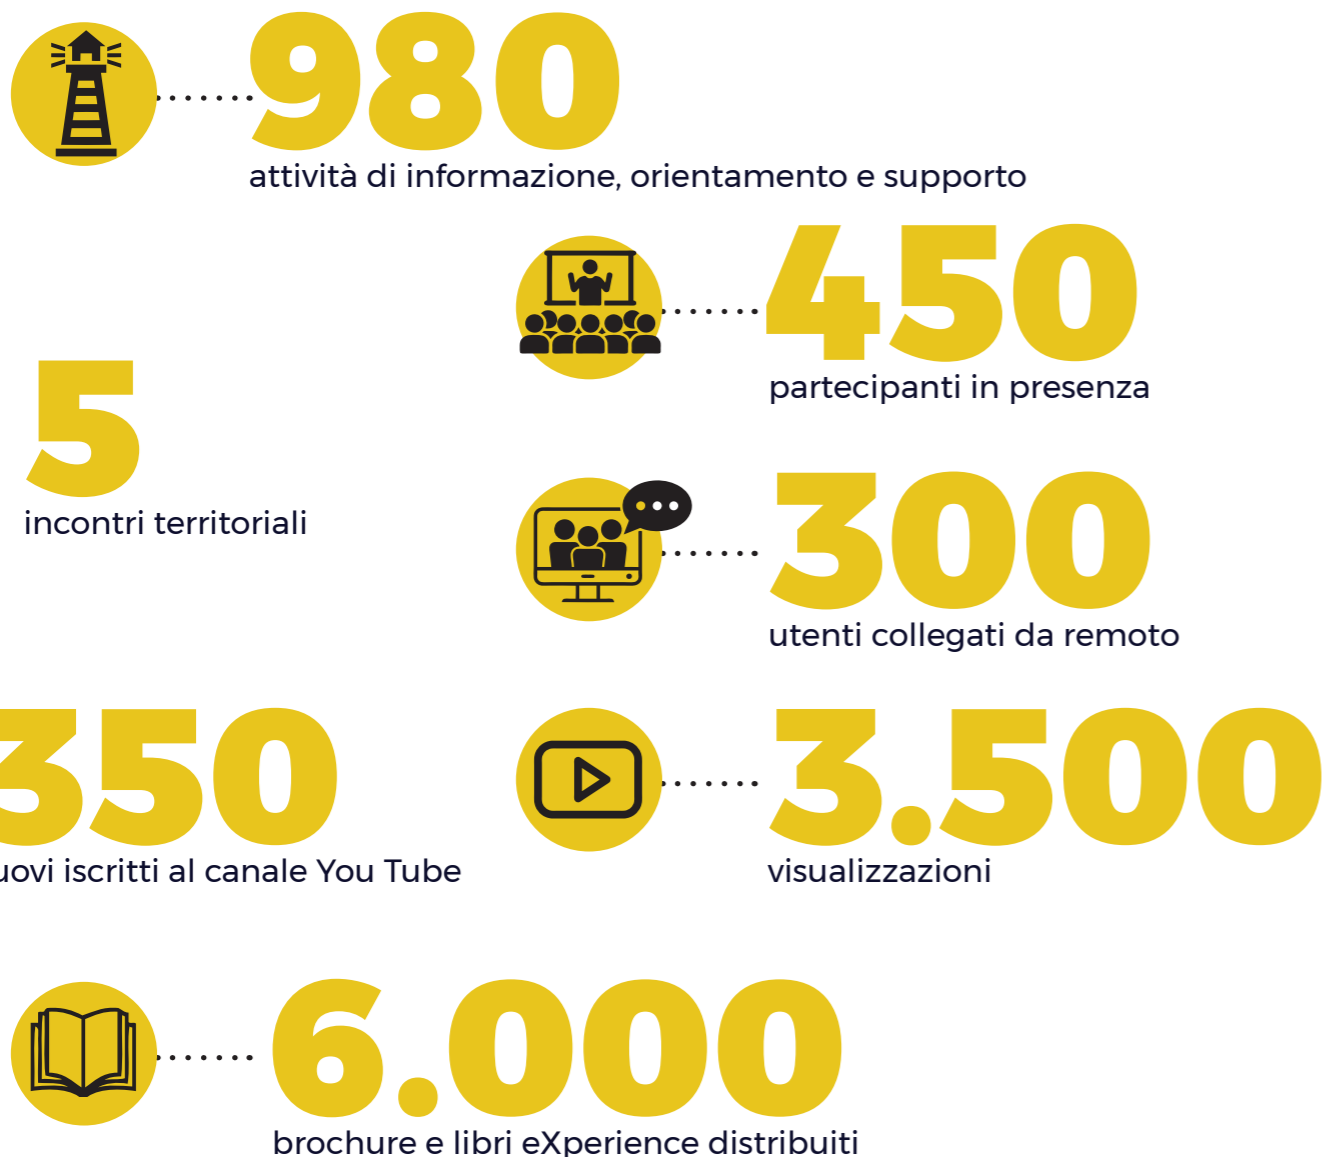 980
attività di informazione, orientamento e supporto
450
partecipanti in presenza
5
incontri territoriali
300
utenti collegati da remoto
350
uovi iscritti al canale You Tube
3.500
visualizzazioni
6.000
brochure e libri eXperience distribuiti